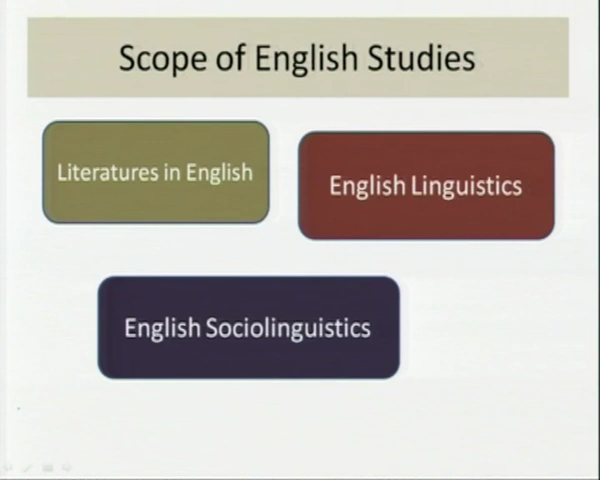 Scope of English Studies
Literatures in English
English Linguistics
English Sociolinguistics